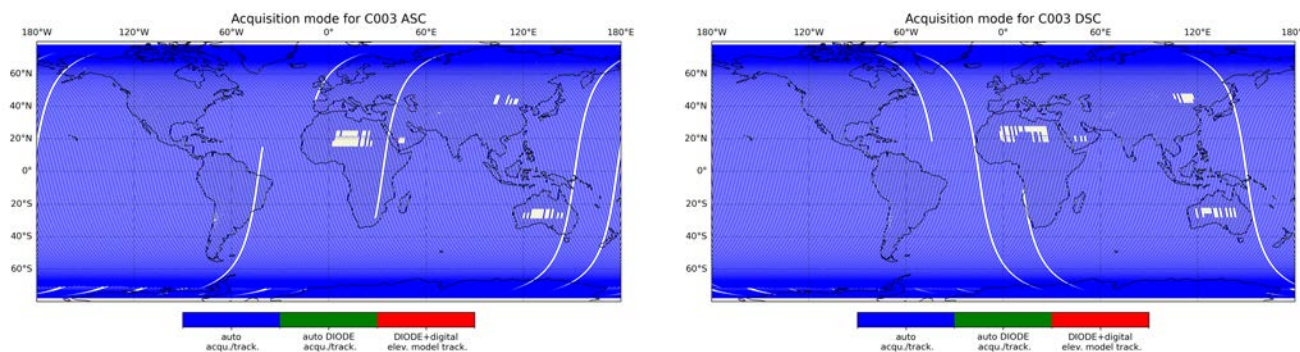 Acquisition mode for C003 ASC
180°W 120°W 60°W 0° 60°E 120°E 180°E
60°N
40°N
20°N
0°
20°S
40°S
60°S
auto acqu./track.
auto DIODE acqu./track.
DIODE+digital elev. model track.
Acquisition mode for C003 DSC
180°W 120°W 60°W 0° 60°E 120°E 180°E
60°N
40°N
20°N
0°
20°S
40°S
60°S
auto acqu./track.
auto DIODE acqu./track.
DIODE+digital elev. model track.